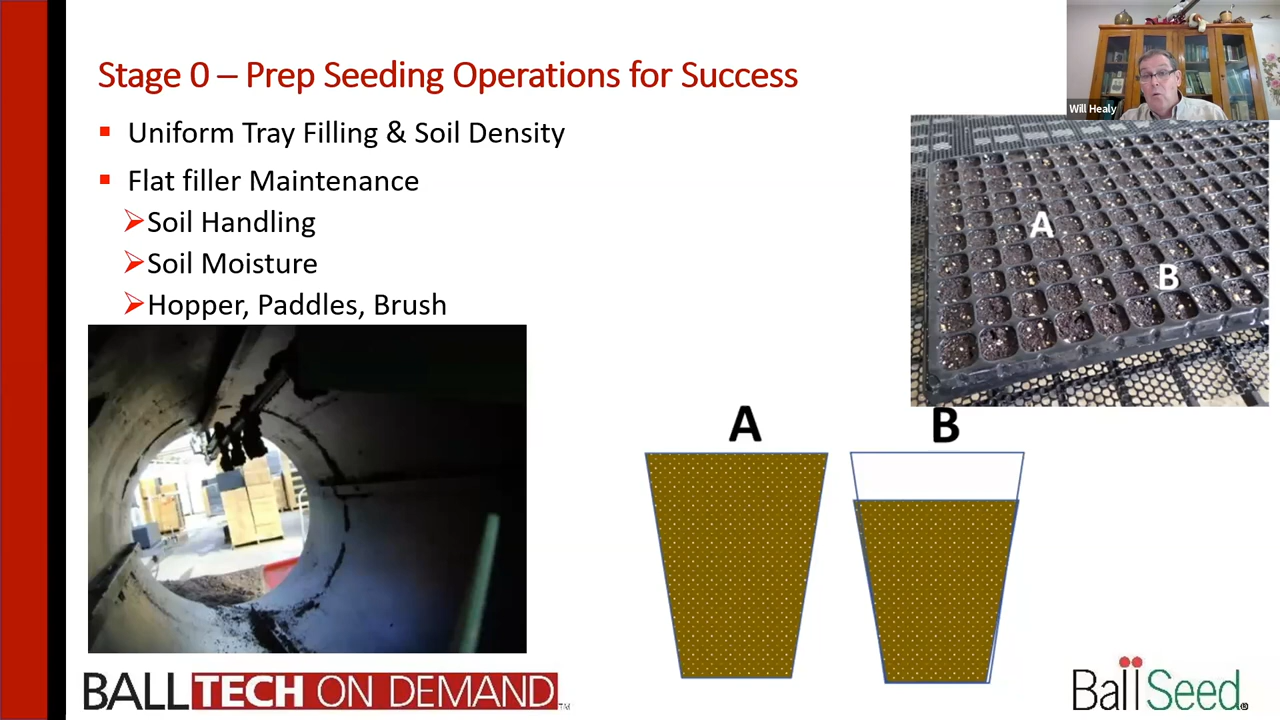 Stage 0 – Prep Seeding Operations for Success
Will Healy
Uniform Tray Filling & Soil Density
Flat filler Maintenance
Soil Handling
Soil Moisture
Hopper, Paddles, Brush
A
B
A
B
BALLTECH ON DEMAND™
Ball Seed®